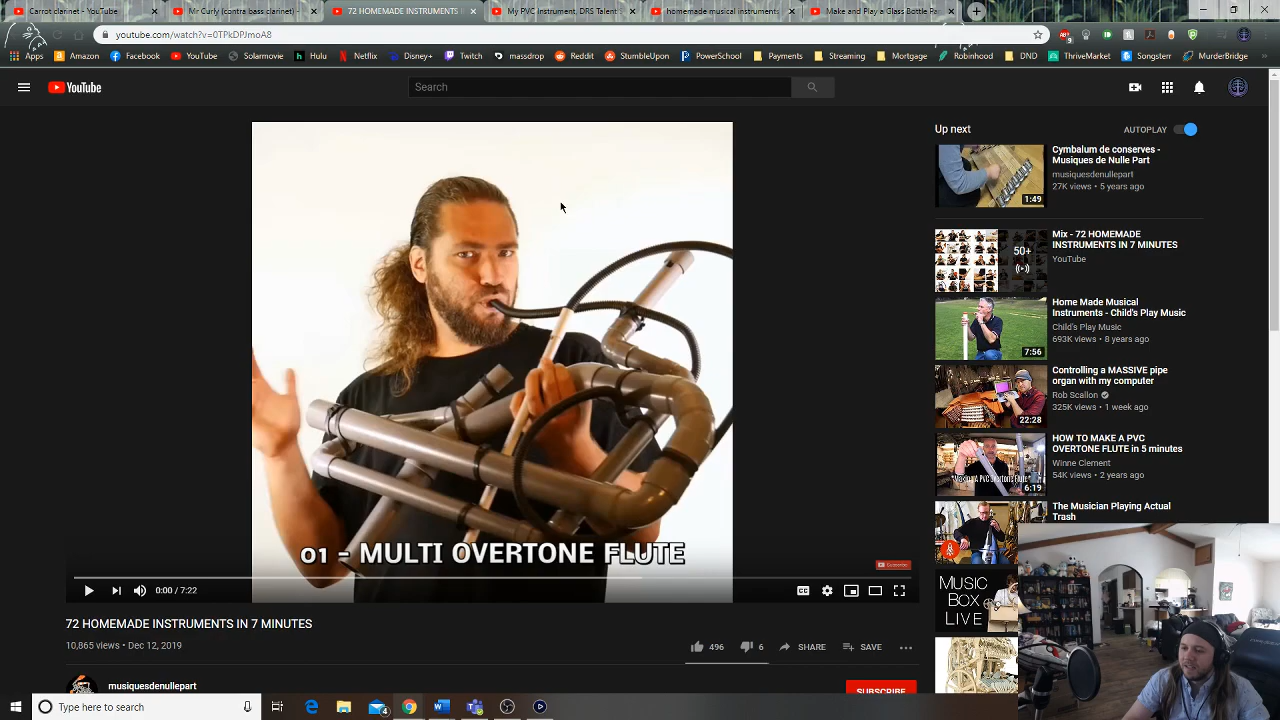 Carrot clarinet - YouTube
Mr Curly (contra bass clarinet) -
72 HOMEMADE INSTRUMENTS I
My PVC Instrument, DRS Talent
homemade musical instruments
Make and Play a Glass Bottle Pa
youtube.com/watch?v=0TPkDPJmoA8
9
Apps
Amazon
Facebook
YouTube
Solarmovie
Hulu
Netflix
Disney+
Twitch
massdrop
Reddit
StumbleUpon
PowerSchool
Payments
Streaming
Mortgage
Robinhood
DND
ThriveMarket
Songsterr
MurderBridge
YouTube
Search
Up next
AUTOPLAY
Cymbalum de conserves -
Musiques de Nulle Part
musiquesdenullepart
27K views • 5 years ago
1:49
Mix - 72 HOMEMADE
INSTRUMENTS IN 7 MINUTES
YouTube
50+
Home Made Musical
Instruments - Child's Play Music
Child's Play Music
693K views • 8 years ago
7:56
Controlling a MASSIVE pipe
organ with my computer
Rob Scallon
325K views • 1 week ago
22:28
HOW TO MAKE A PVC
OVERTONE FLUTE in 5 minutes
Winne Clement
54K views • 2 years ago
6:19
The Musician Playing Actual
Trash
MUSIC
BOX
LIVE
01 - MULTI OVERTONE FLUTE
Subscribe
0:00 / 7:22
72 HOMEMADE INSTRUMENTS IN 7 MINUTES
10,865 views • Dec 12, 2019
496
6
SHARE
SAVE
musiquesdenullepart
SUBSCRIBE
Type here to search
4